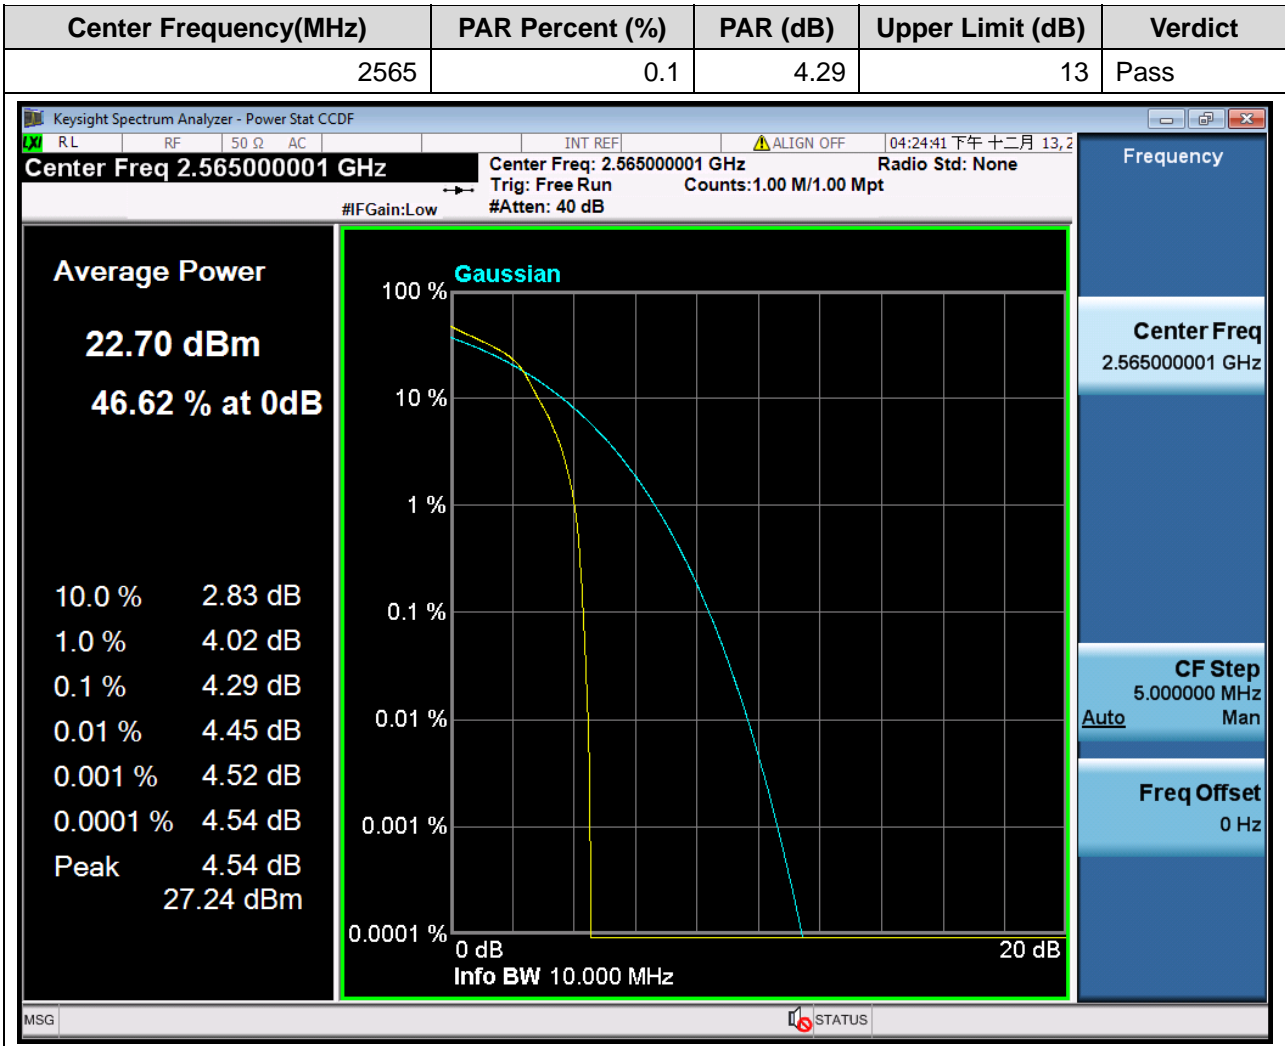 Center Frequency(MHz) PAR Percent (%) PAR (dB) Upper Limit (dB) Verdict
2565 0.1 4.29 13 Pass
Keysight Spectrum Analyzer - Power Stat CCDF
LXI RL RF 50 Ω AC INT REF ALIGN OFF 04:24:41 下午 十二月 13, 2
Center Freq 2.565000001 GHz
Center Freq: 2.565000001 GHz Radio Std: None
Trig: Free Run Counts:1.00 M/1.00 Mpt
#IFGain:Low #Atten: 40 dB
Average Power
22.70 dBm
46.62 % at 0dB
10.0 % 2.83 dB
1.0 % 4.02 dB
0.1 % 4.29 dB
0.01 % 4.45 dB
0.001 % 4.52 dB
0.0001 % 4.54 dB
Peak 4.54 dB
27.24 dBm
Gaussian
100 %
10 %
1 %
0.1 %
0.01 %
0.001 %
0.0001 %
0 dB 20 dB
Info BW 10.000 MHz
Frequency
Center Freq
2.565000001 GHz
CF Step
5.000000 MHz
Auto Man
Freq Offset
0 Hz
MSG STATUS